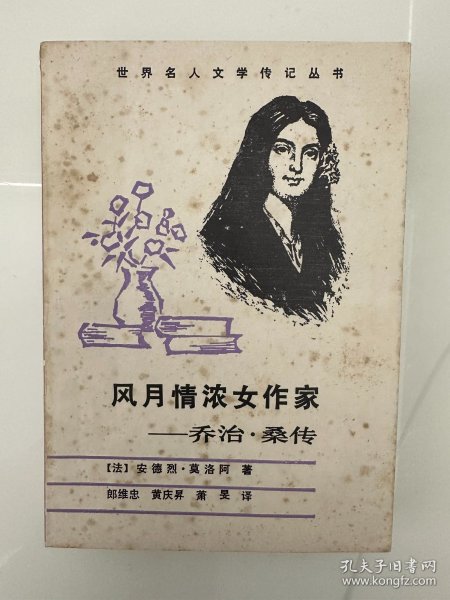 世界名人文学传记丛书
风月情浓女作家
——乔治·桑传
〔法〕安德烈·莫洛阿 著
郎维忠 黄庆昇 萧旻 译
孔夫子旧书网
www.kongfz.com